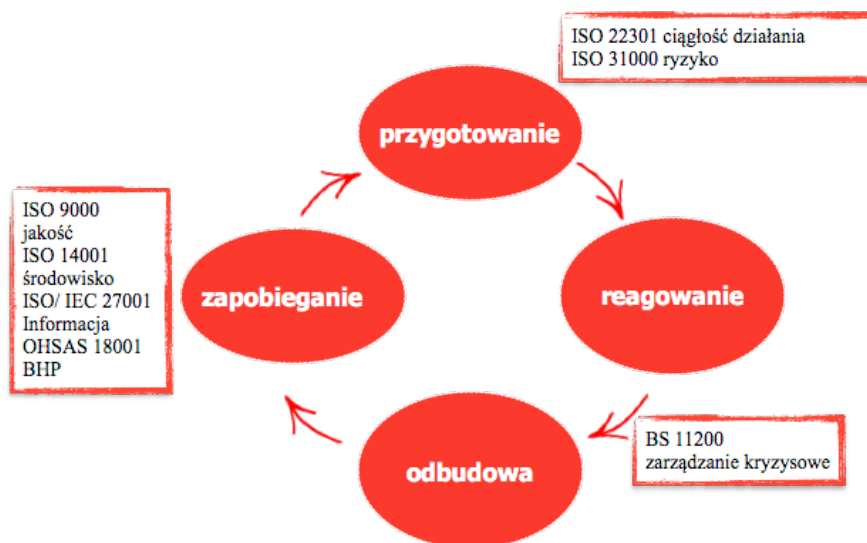 ISO 22301 ciągłość działania
ISO 31000 ryzyko
przygotowanie
ISO 9000
jakość
ISO 14001
środowisko
ISO/ IEC 27001
Informacja
OHSAS 18001
BHP
zapobieganie
reagowanie
BS 11200
zarządzanie kryzysowe
odbudowa